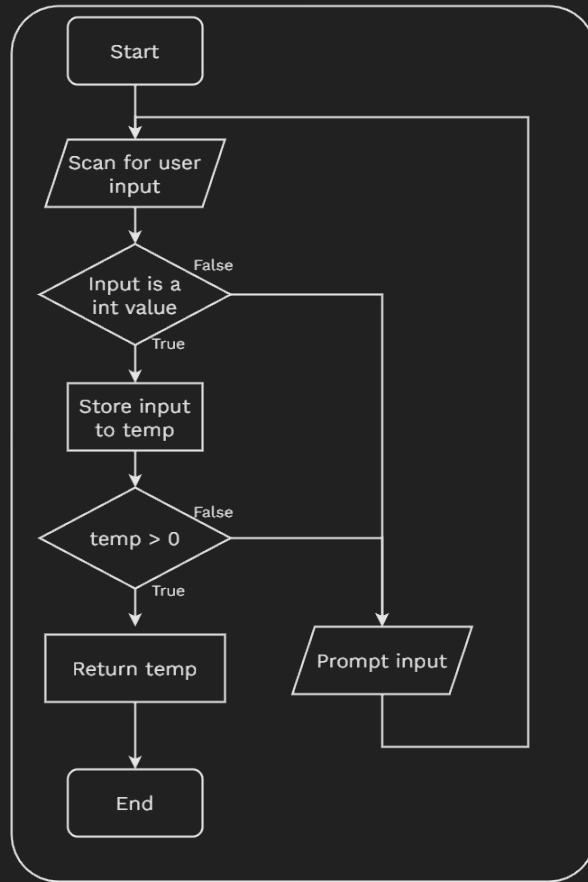 Start
Scan for user
input
False
Input is a
int value
True
Store input
to temp
False
temp > 0
True
Return temp
Prompt input
End